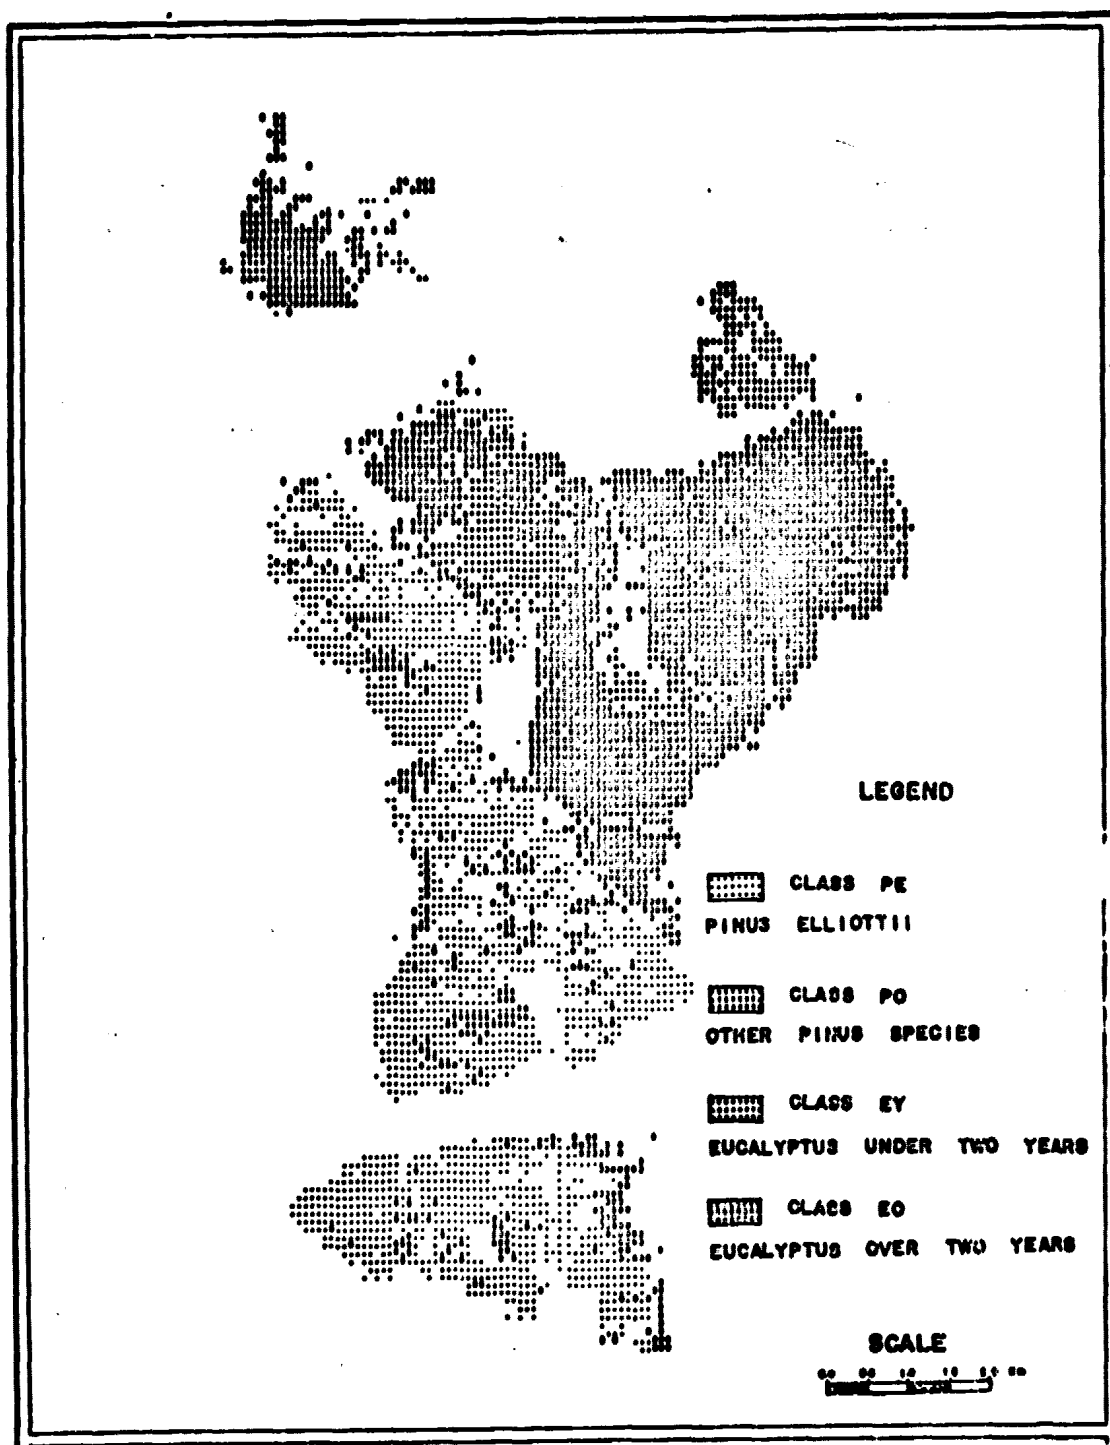 LEGEND
CLASS PE
PINUS ELLIOTTII
CLASS PO
OTHER PINUS SPECIES
CLASS EY
EUCALYPTUS UNDER TWO YEARS
CLASS EO
EUCALYPTUS OVER TWO YEARS
SCALE